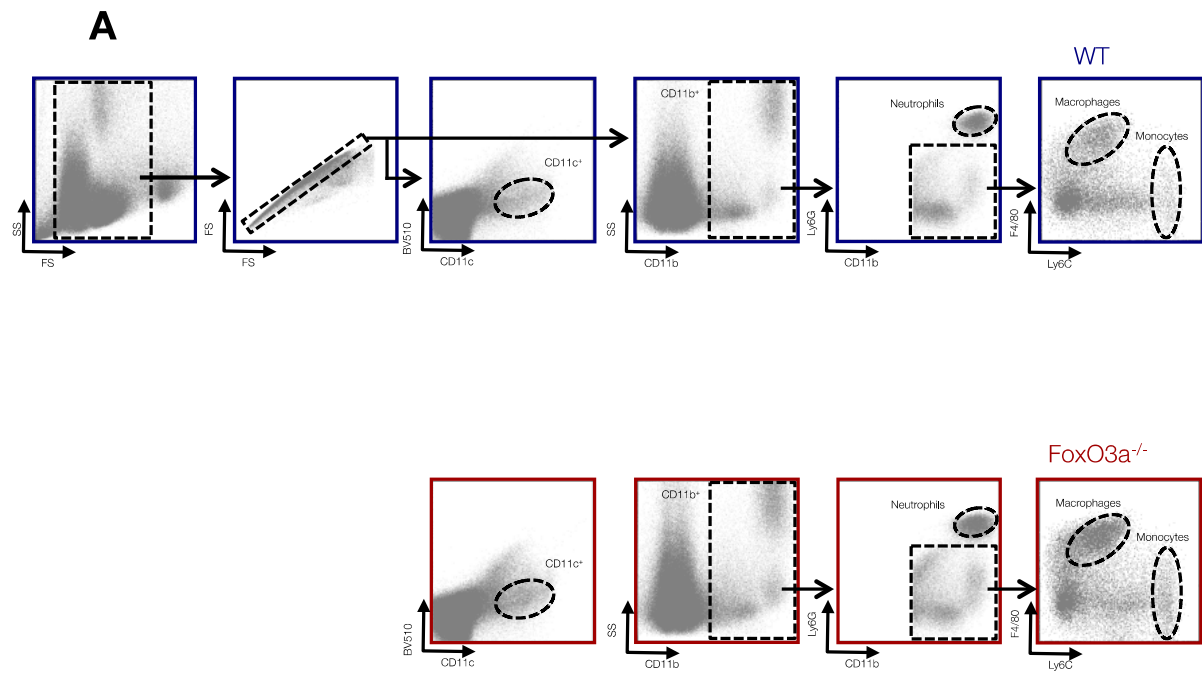 A
WT
SS
FS
FS
FS
BV510
CD11c
CD11c⁺
SS
CD11b
CD11b⁺
Ly6G
CD11b
Neutrophils
F4/80
Ly6C
Macrophages
Monocytes
FoxO3a⁻/⁻
BV510
CD11c
CD11c⁺
SS
CD11b
CD11b⁺
Ly6G
CD11b
Neutrophils
F4/80
Ly6C
Macrophages
Monocytes